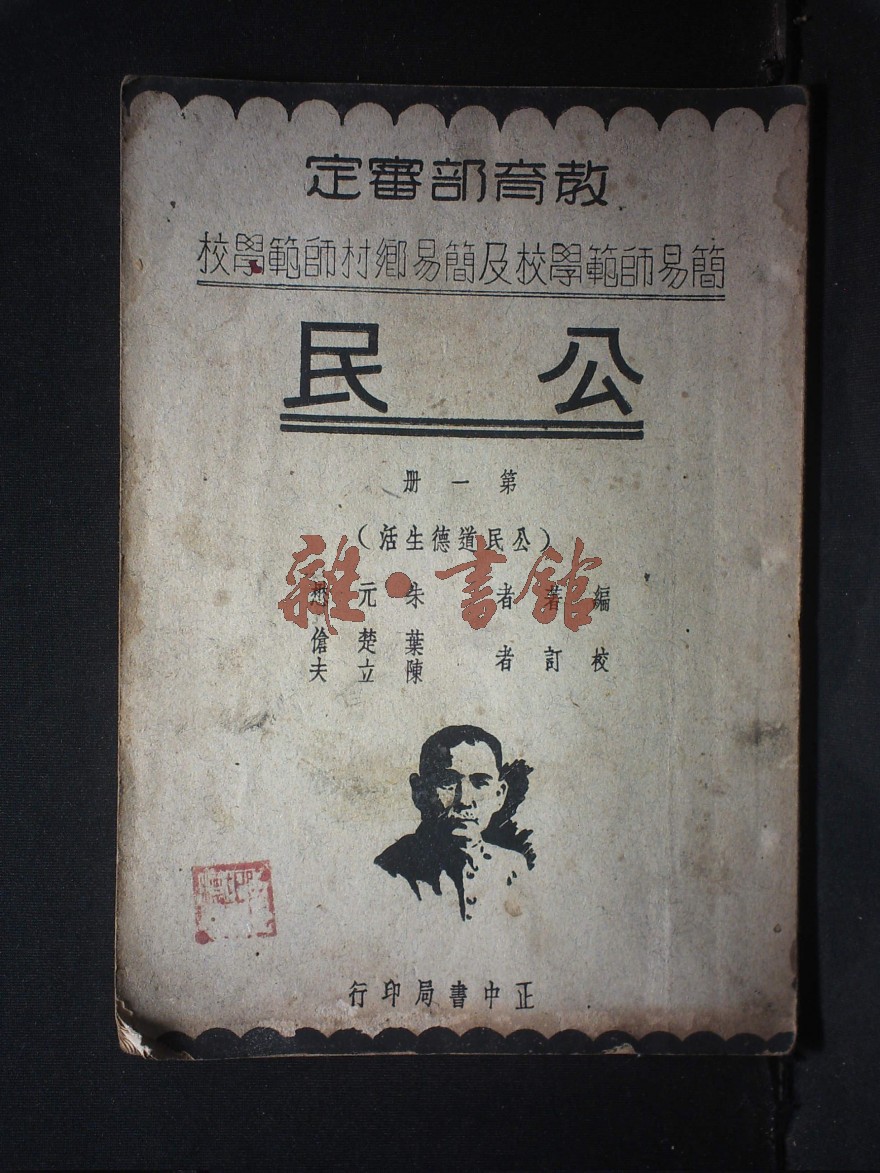 教育部審定
簡易師範學校及簡易鄉村師範學校
公民
第一册
（公民道德生活）
編著者 朱元懋
校訂者 葉楚傖 陳立夫
雜·書館
正中書局印行